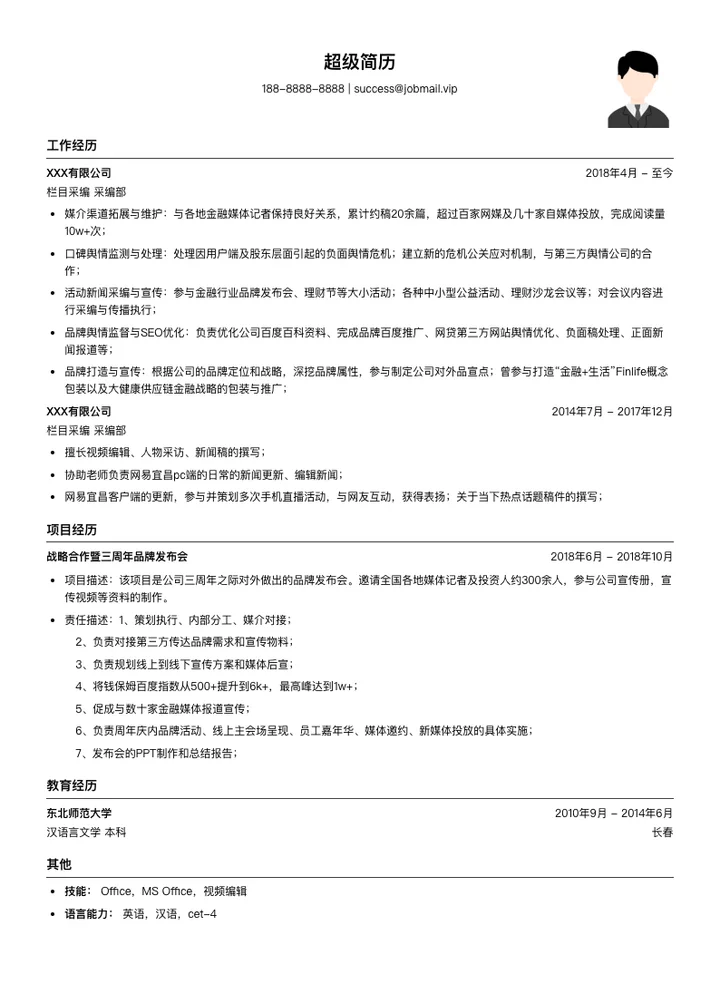 超级简历
188-8888-8888 | success@jobmail.vip
工作经历
XXX有限公司 2018年4月 – 至今
栏目采编 采编部
• 媒介渠道拓展与维护：与各地金融媒体记者保持良好关系，累计约稿20余篇，超过百家网媒及几十家自媒体投放，完成阅读量
10w+次；
• 口碑舆情监测与处理：处理因用户端及股东层面引起的负面舆情危机；建立新的危机公关应对机制，与第三方舆情公司的合
作；
• 活动新闻采编与宣传：参与金融行业品牌发布会、理财节等大小活动；各种中小型公益活动、理财沙龙会议等；对会议内容进
行采编与传播执行；
• 品牌舆情监督与SEO优化：负责优化公司百度百科资料、完成品牌百度推广、网贷第三方网站舆情优化、负面稿处理、正面新
闻报道等；
• 品牌打造与宣传：根据公司的品牌定位和战略，深挖品牌属性，参与制定公司对外品宣点；曾参与打造“金融+生活”Finlife概念
包装以及大健康供应链金融战略的包装与推广；
XXX有限公司 2014年7月 – 2017年12月
栏目采编 采编部
• 擅长视频编辑、人物采访、新闻稿的撰写；
• 协助老师负责网易宜昌pc端的日常的新闻更新、编辑新闻；
• 网易宜昌客户端的更新，参与并策划多次手机直播活动，与网友互动，获得表扬；关于当下热点话题稿件的撰写；
项目经历
战略合作暨三周年品牌发布会 2018年6月 – 2018年10月
• 项目描述：该项目是公司三周年之际对外做出的品牌发布会。邀请全国各地媒体记者及投资人约300余人，参与公司宣传册，宣
传视频等资料的制作。
• 责任描述：1、策划执行、内部分工、媒介对接；
2、负责对接第三方传达品牌需求和宣传物料；
3、负责规划线上到线下宣传方案和媒体后宣；
4、将钱保姆百度指数从500+提升到6k+，最高峰达到1w+；
5、促成与数十家金融媒体报道宣传；
6、负责周年庆内品牌活动、线上主会场呈现、员工嘉年华、媒体邀约、新媒体投放的具体实施；
7、发布会的PPT制作和总结报告；
教育经历
东北师范大学 2010年9月 – 2014年6月
汉语言文学 本科 长春
其他
• 技能： Office，MS Office，视频编辑
• 语言能力： 英语，汉语，cet-4